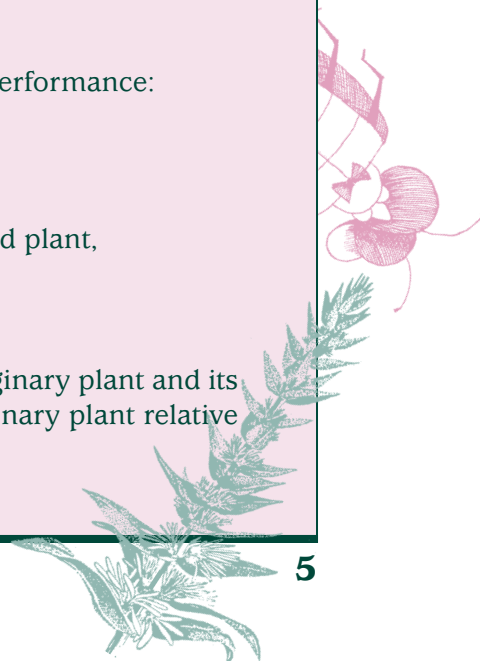 erformance:
d plant,
ginary plant and its
nary plant relative
5